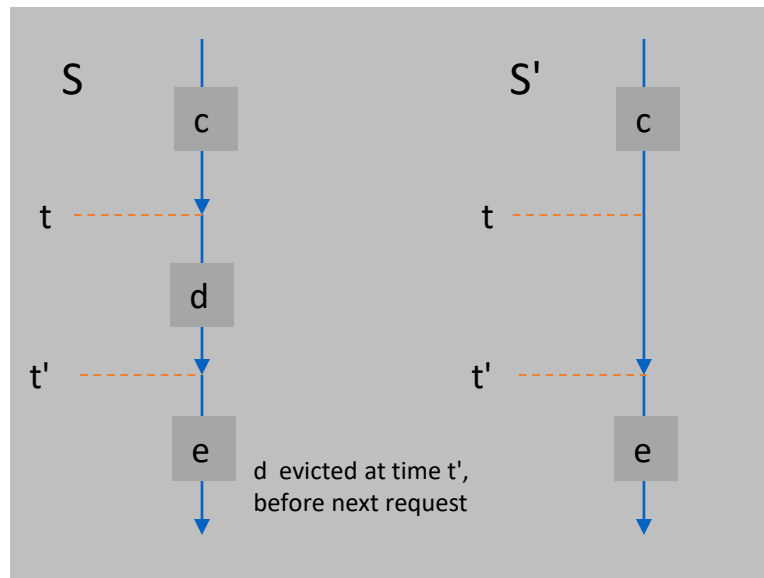 S
S'
c
c
t
t
d
t'
t'
e
e
d evicted at time t',
before next request